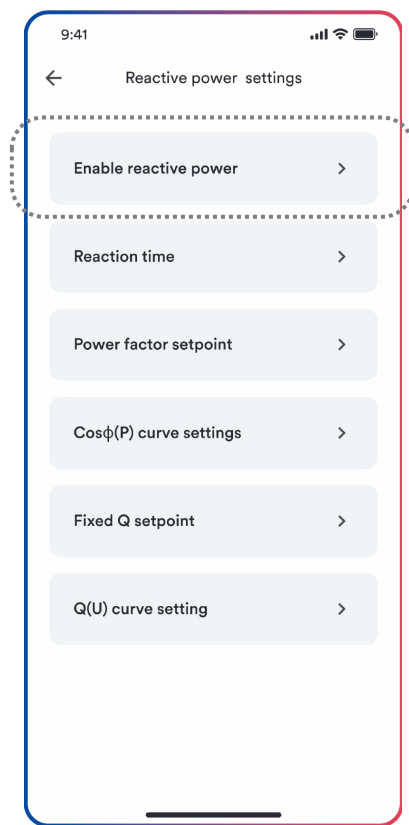 9:41
Reactive power settings
Enable reactive power
Reaction time
Power factor setpoint
Cosϕ(P) curve settings
Fixed Q setpoint
Q(U) curve setting